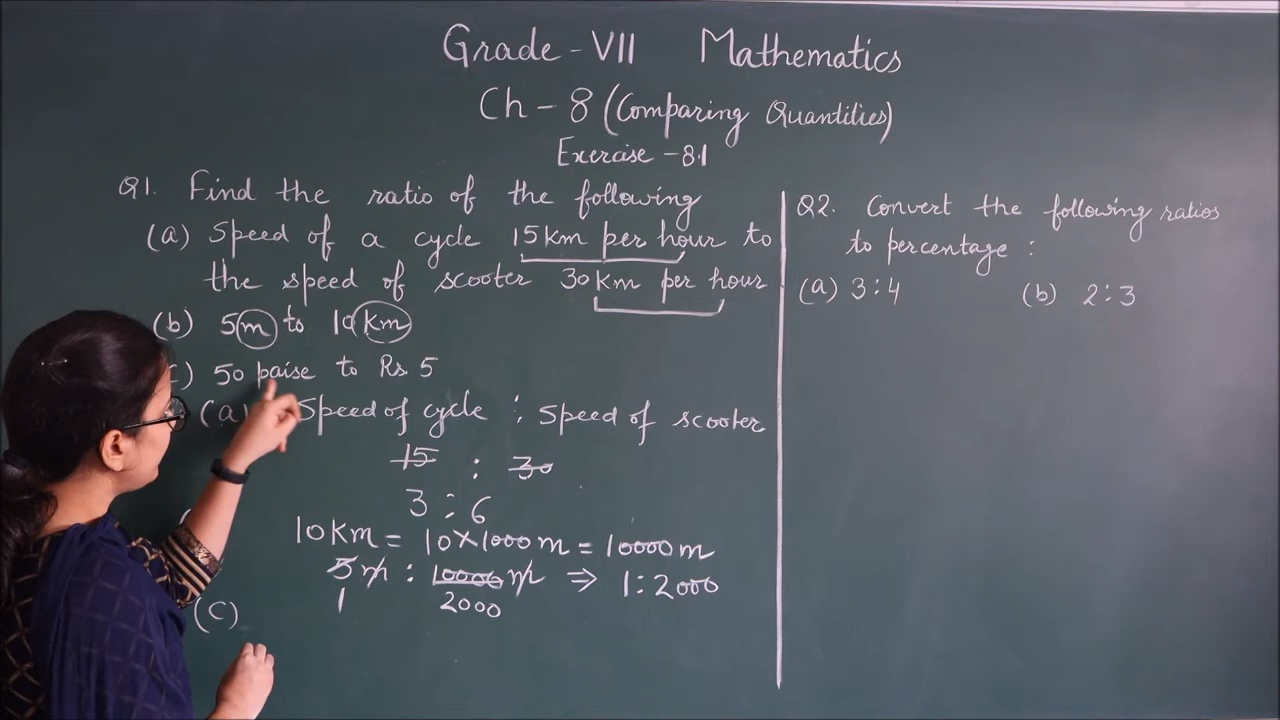 Grade - VII Mathematics
Ch - 8 (Comparing Quantities)
Exercise - 8.1
Q1. Find the ratio of the following
(a) Speed of a cycle 15 km per hour to
the speed of scooter 30 km per hour
(b) 5m to 10 km
c) 50 paise to Rs. 5
(a) Speed of cycle : Speed of scooter
15 : 30
3 : 6
10 Km = 10 × 1000 m = 10000 m
5 m : 10000 m ⇒ 1 : 2000
1 2000
(C)
Q2. Convert the following ratios
to percentage :
(a) 3 : 4 (b) 2 : 3